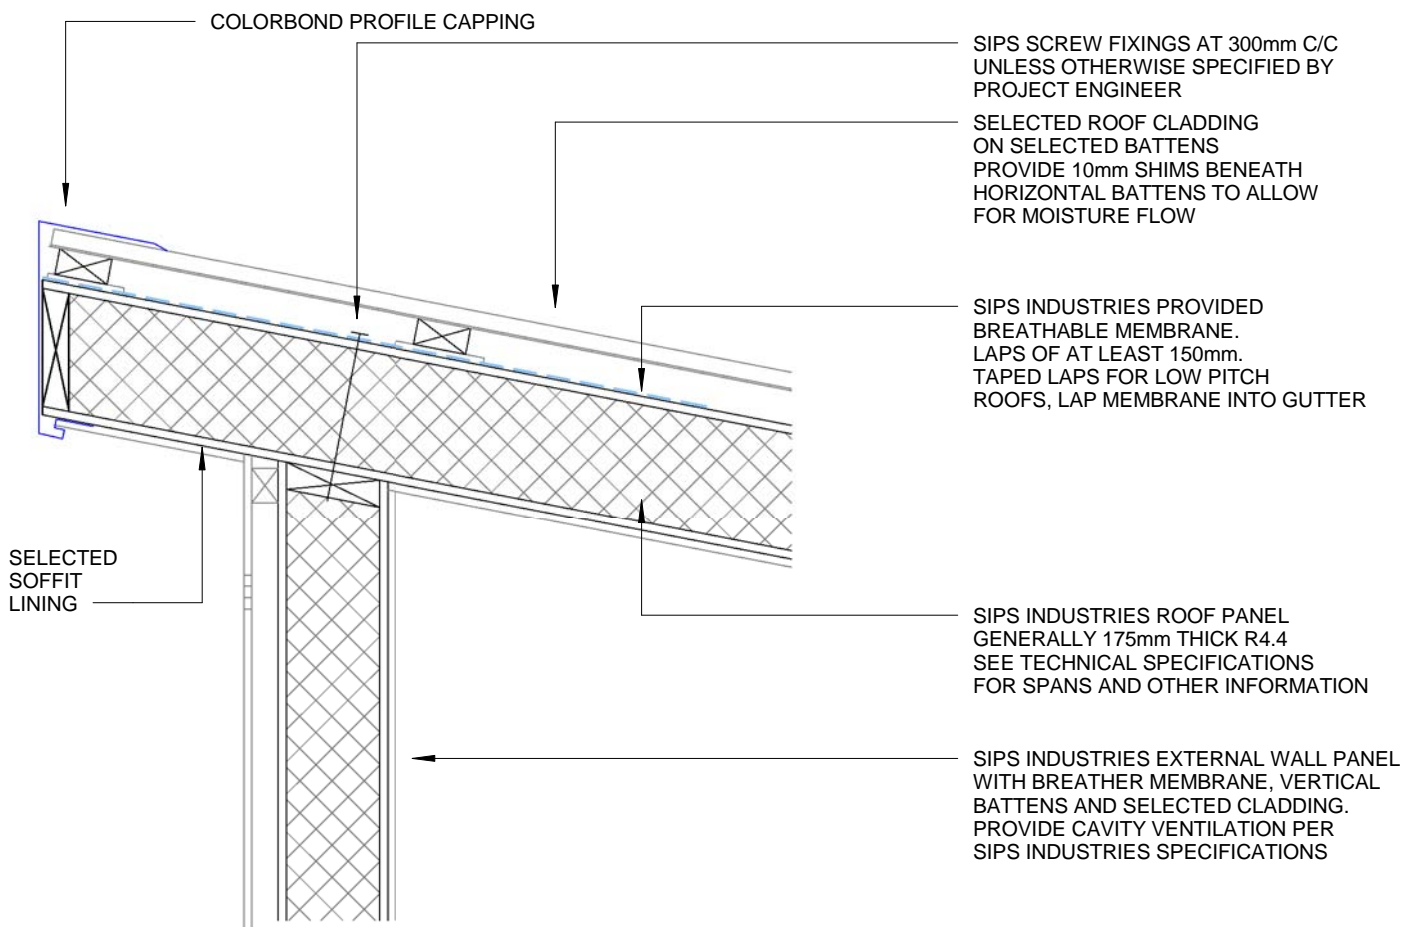 COLORBOND PROFILE CAPPING
SIPS SCREW FIXINGS AT 300mm C/C
UNLESS OTHERWISE SPECIFIED BY
PROJECT ENGINEER
SELECTED ROOF CLADDING
ON SELECTED BATTENS
PROVIDE 10mm SHIMS BENEATH
HORIZONTAL BATTENS TO ALLOW
FOR MOISTURE FLOW
SIPS INDUSTRIES PROVIDED
BREATHABLE MEMBRANE.
LAPS OF AT LEAST 150mm.
TAPED LAPS FOR LOW PITCH
ROOFS, LAP MEMBRANE INTO GUTTER
SELECTED
SOFFIT
LINING
SIPS INDUSTRIES ROOF PANEL
GENERALLY 175mm THICK R4.4
SEE TECHNICAL SPECIFICATIONS
FOR SPANS AND OTHER INFORMATION
SIPS INDUSTRIES EXTERNAL WALL PANEL
WITH BREATHER MEMBRANE, VERTICAL
BATTENS AND SELECTED CLADDING.
PROVIDE CAVITY VENTILATION PER
SIPS INDUSTRIES SPECIFICATIONS